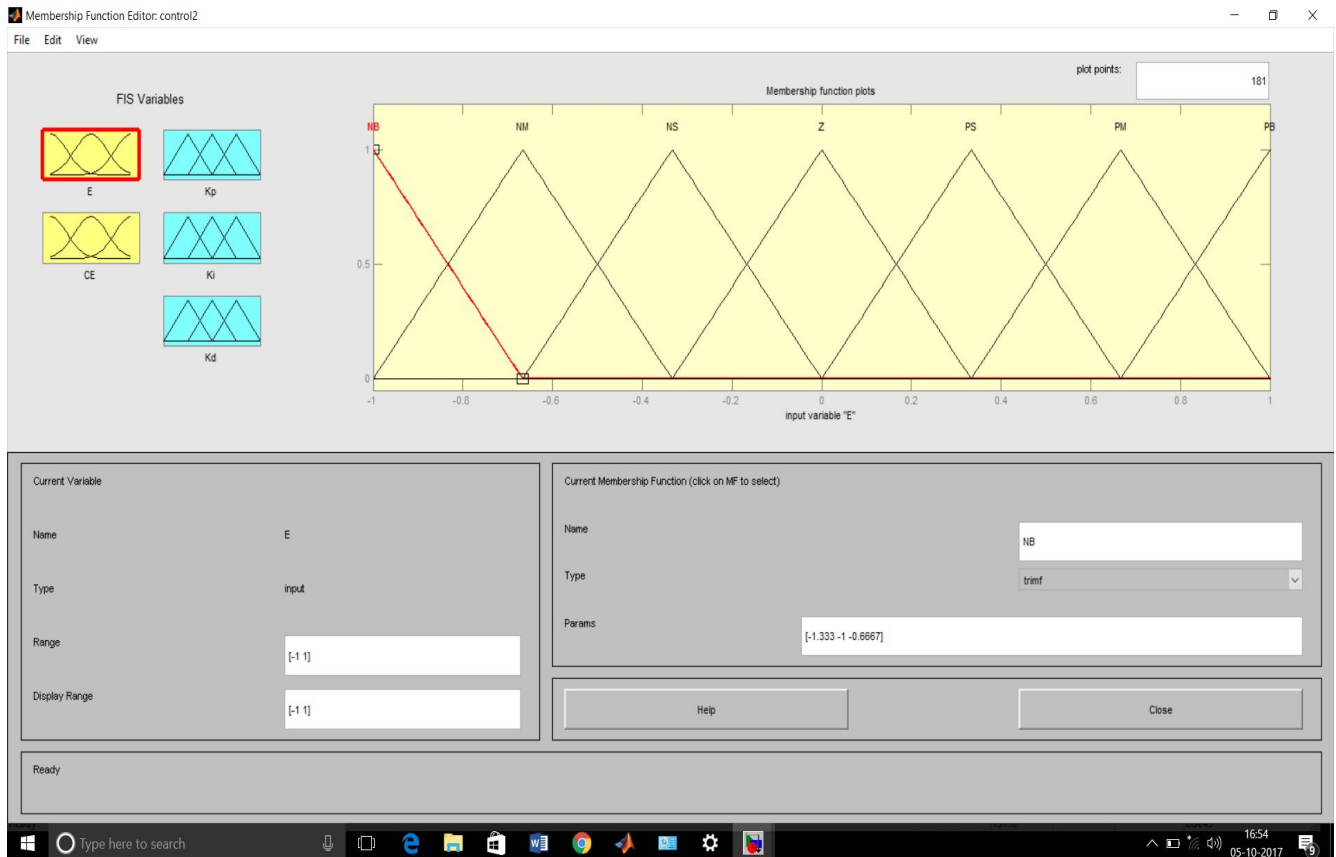 Membership Function Editor: control2
File Edit View
FIS Variables
E
Kp
CE
Ki
Kd
plot points:
181
Membership function plots
NB NM NS Z PS PM PB
1
0.5
0
-1 -0.8 -0.6 -0.4 -0.2 0 0.2 0.4 0.6 0.8 1
input variable "E"
Current Variable
Name E
Type input
Range [-1 1]
Display Range [-1 1]
Current Membership Function (click on MF to select)
Name NB
Type trimf
Params [-1.333 -1 -0.6667]
Help Close
Ready
Type here to search
16:54
05-10-2017
9